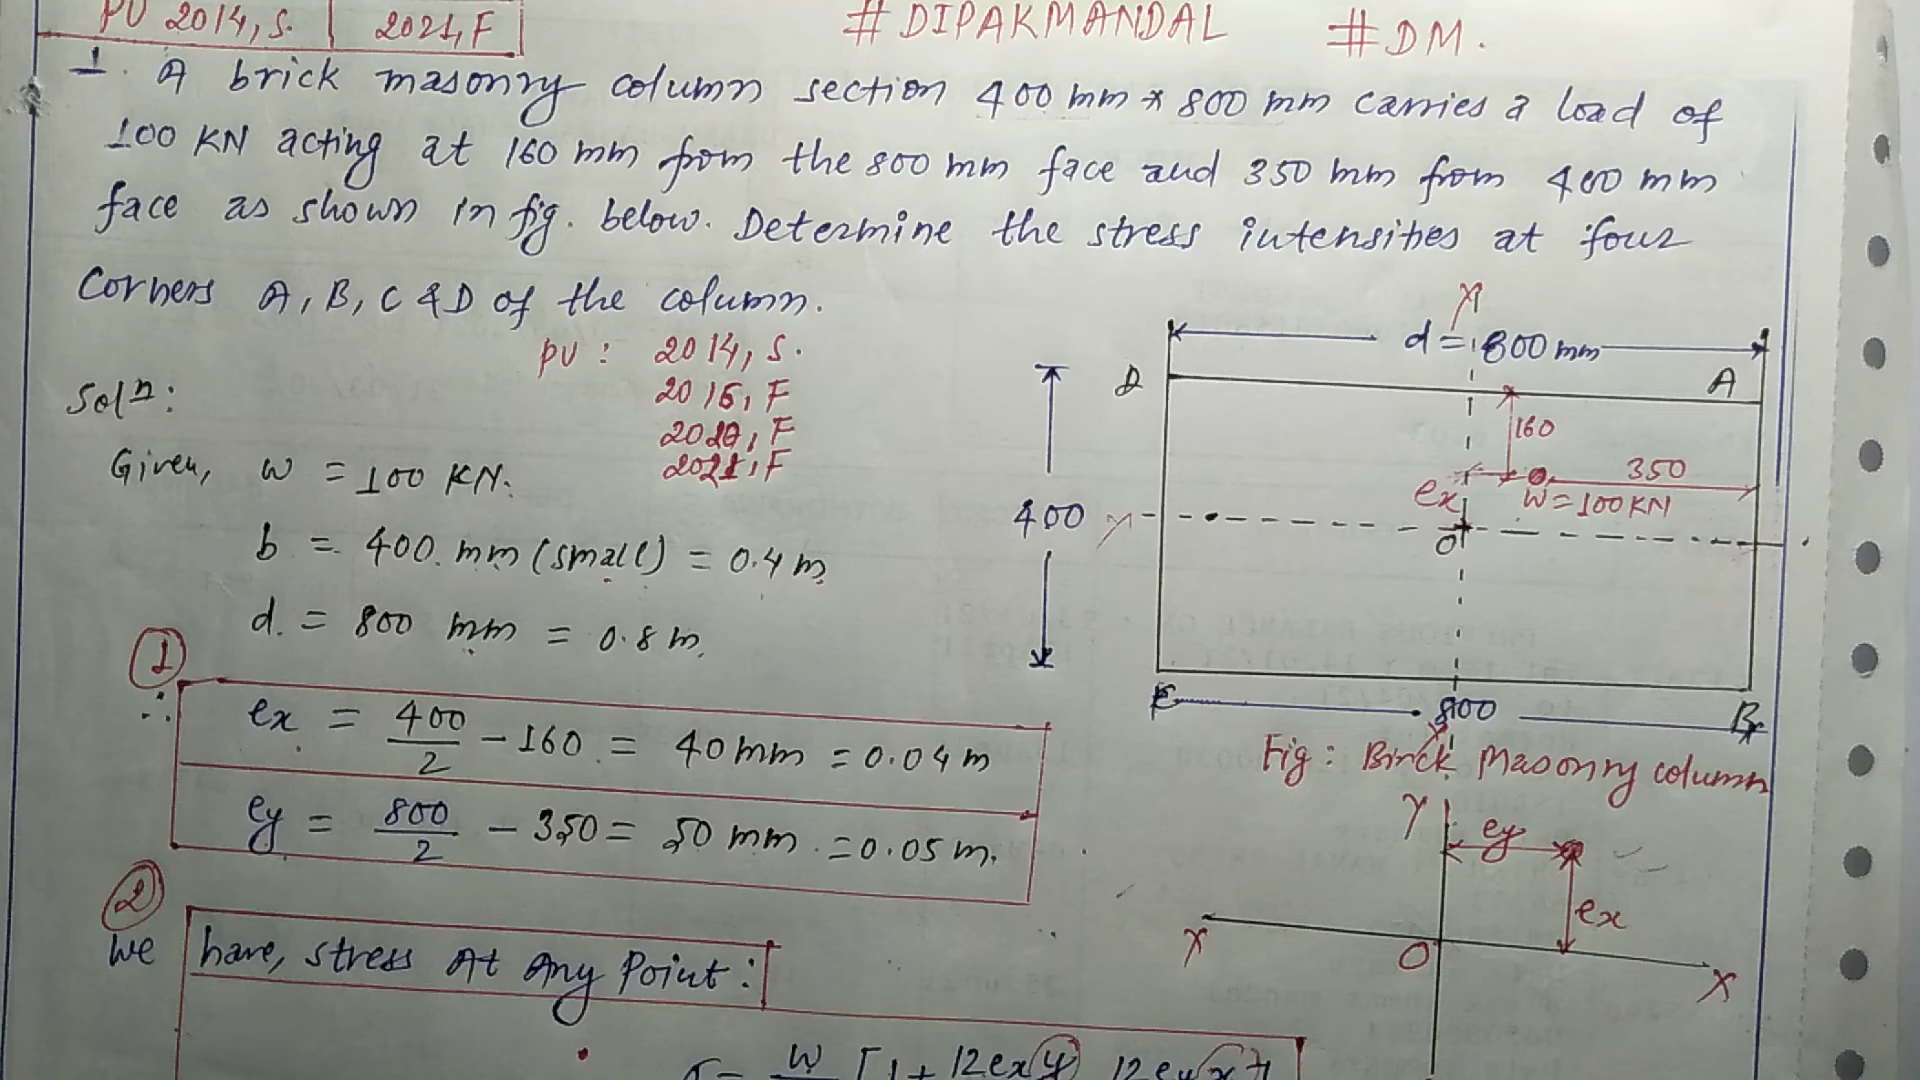 PU 2014, S. | 2021, F
#DIPAKMANDAL #DM.
1. A brick masonry column section 400 mm * 800 mm carries a load of
100 KN acting at 160 mm from the 800 mm face and 350 mm from 400 mm
face as shown in fig. below. Determine the stress intensities at four
Corners A, B, C & D of the column.
PU : 2014, S.
2015, F
2020, F
2021, F
Solⁿ:
Given, W = 100 KN.
b = 400. mm (small) = 0.4 m.
d. = 800 mm = 0.8 m.
1
∴ ex = 400/2 - 160 = 40 mm = 0.04 m
ey = 800/2 - 350 = 50 mm. = 0.05 m.
2
We have, stress At Any Point:
W [1 + 12exy 12eyx
Y
d = 800 mm
D A
160
350
ex W = 100 KN
400 Y
O
800
B
Fig: Birck Masonry column
Y ey
ex
X O X